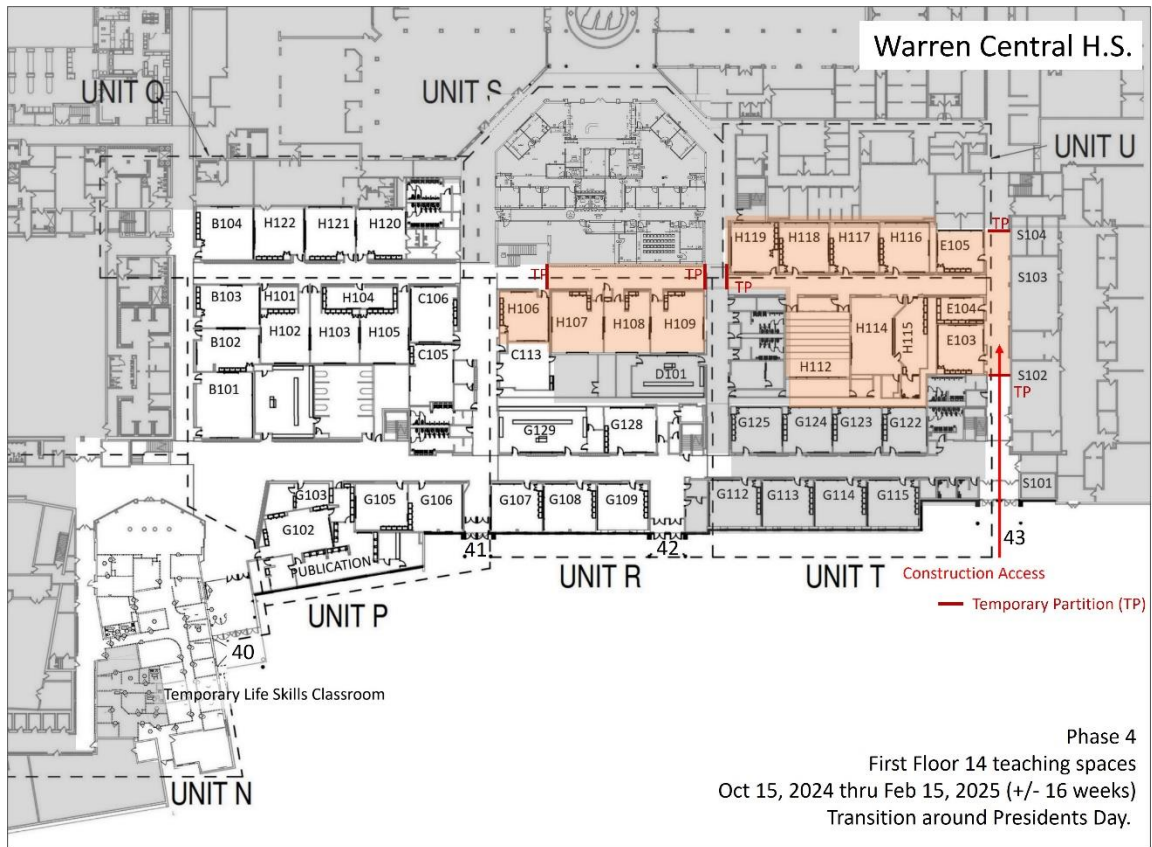 Warren Central H.S.
UNIT Q
UNIT S
UNIT U
B104
H122
H121
H120
H119
H118
H117
H116
E105
TP
S104
TP
TP
TP
S103
B103
H101
H104
C106
H106
H107
H108
H109
H114
H115
E104
E103
B102
H102
H103
H105
C105
C113
D101
H112
S102
TP
B101
G129
G128
G125
G124
G123
G122
G103
G105
G106
G107
G108
G109
G112
G113
G114
G115
S101
G102
PUBLICATION
41
42
43
UNIT R
UNIT T
Construction Access
Temporary Partition (TP)
UNIT P
40
Temporary Life Skills Classroom
UNIT N
Phase 4
First Floor 14 teaching spaces
Oct 15, 2024 thru Feb 15, 2025 (+/- 16 weeks)
Transition around Presidents Day.